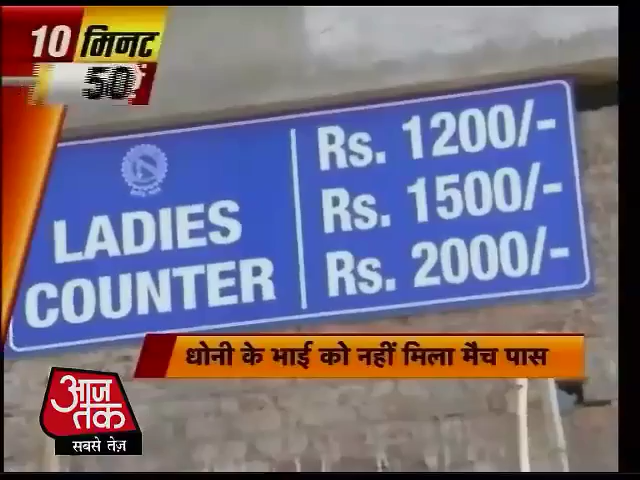 10 मिनट
50
LADIES
COUNTER
Rs. 1200/-
Rs. 1500/-
Rs. 2000/-
धोनी के भाई को नहीं मिला मैच पास
आज
तक
सबसे तेज़